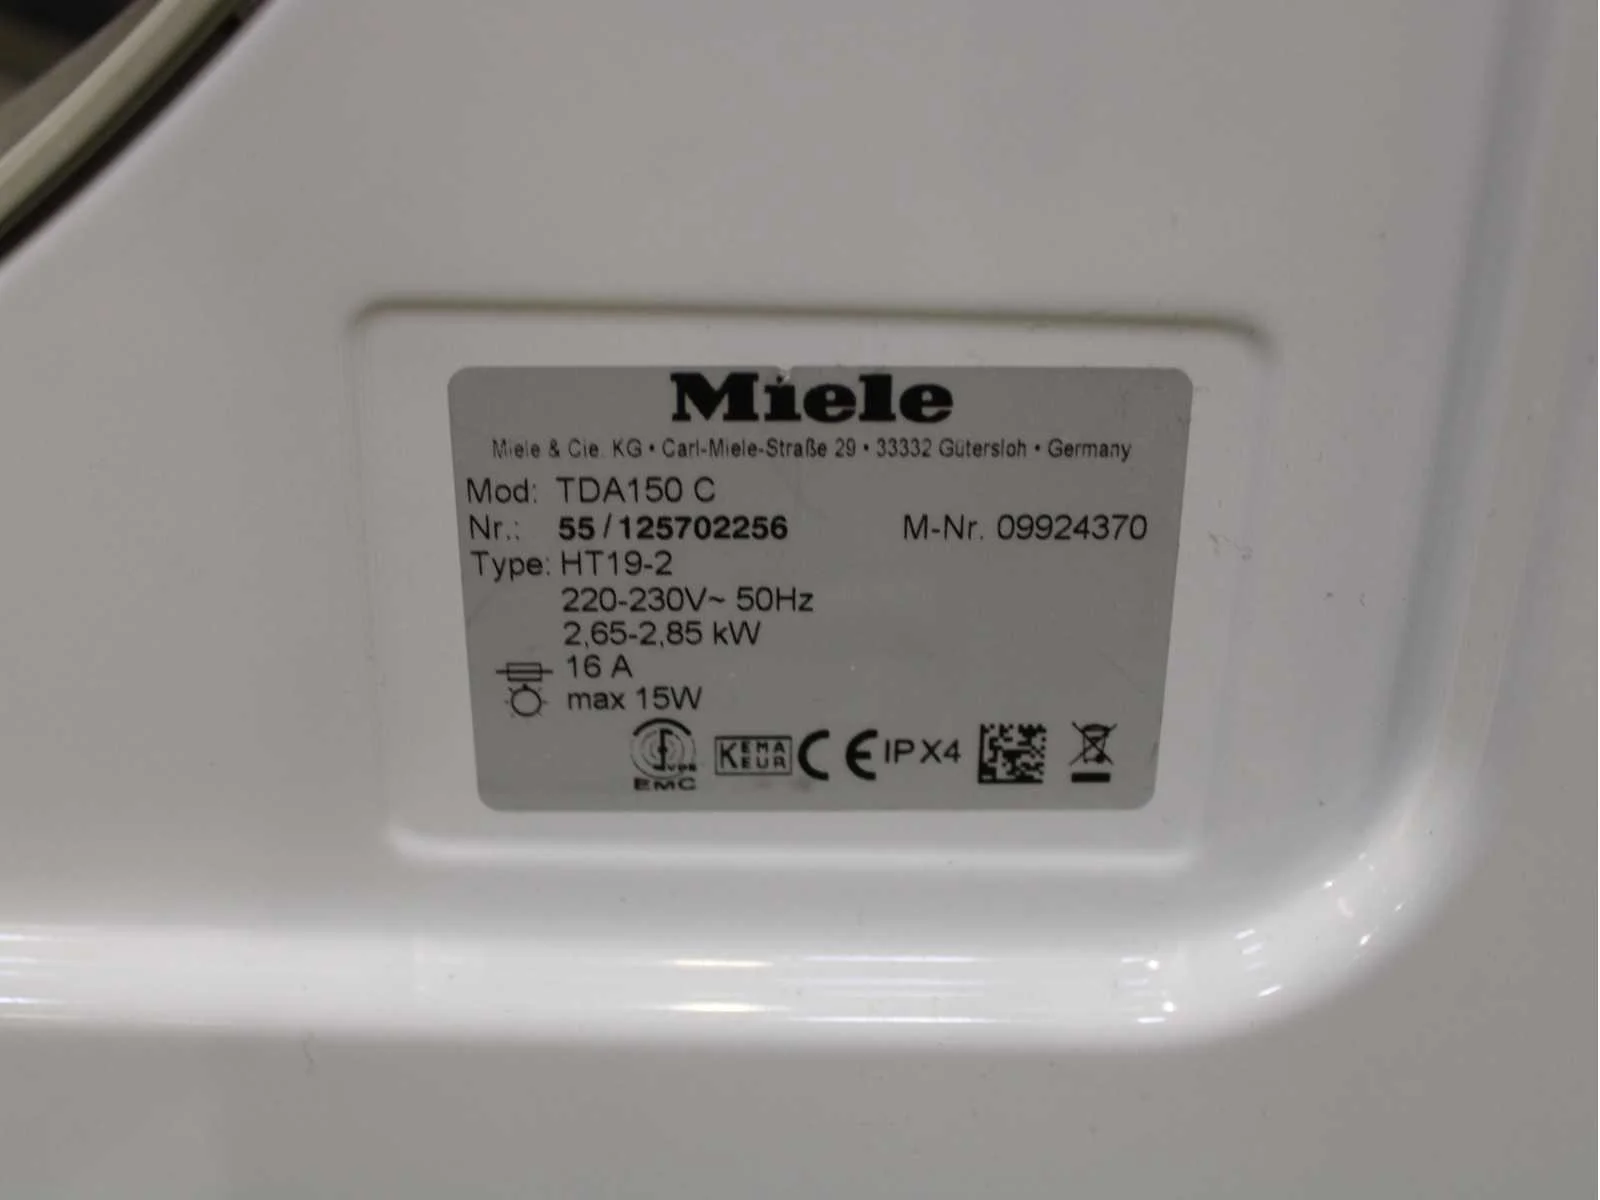 Miele
Miele & Cie. KG • Carl-Miele-Straße 29 • 33332 Gütersloh • Germany
Mod: TDA150 C
Nr.: 55/125702256 M-Nr. 09924370
Type: HT19-2
220-230V~ 50Hz
2,65-2,85 kW
16 A
max 15W
TYPE
EMC
KEMA
KEUR
CE IPX4